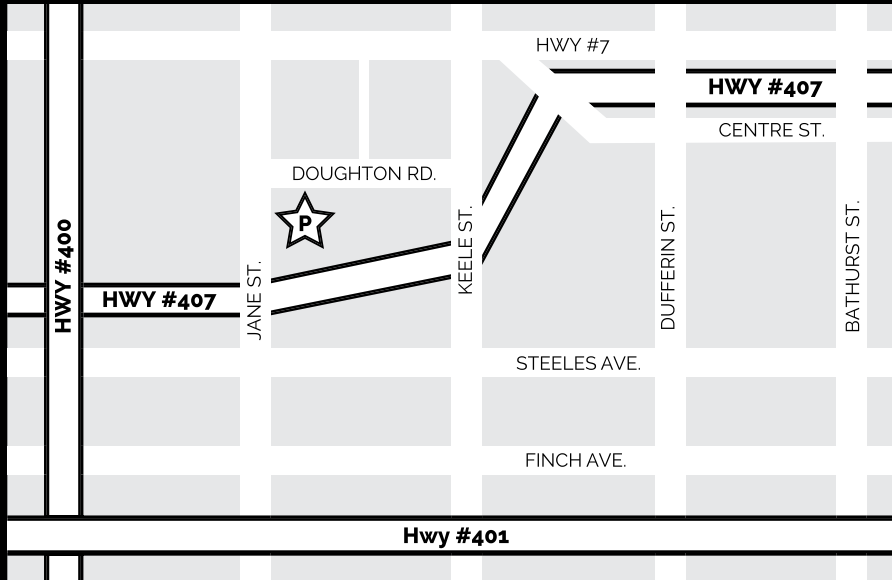 HWY #7
HWY #407
CENTRE ST.
DOUGHTON RD.
P
HWY #400
KEELE ST.
DUFFERIN ST.
BATHURST ST.
JANE ST.
HWY #407
STEELES AVE.
FINCH AVE.
Hwy #401